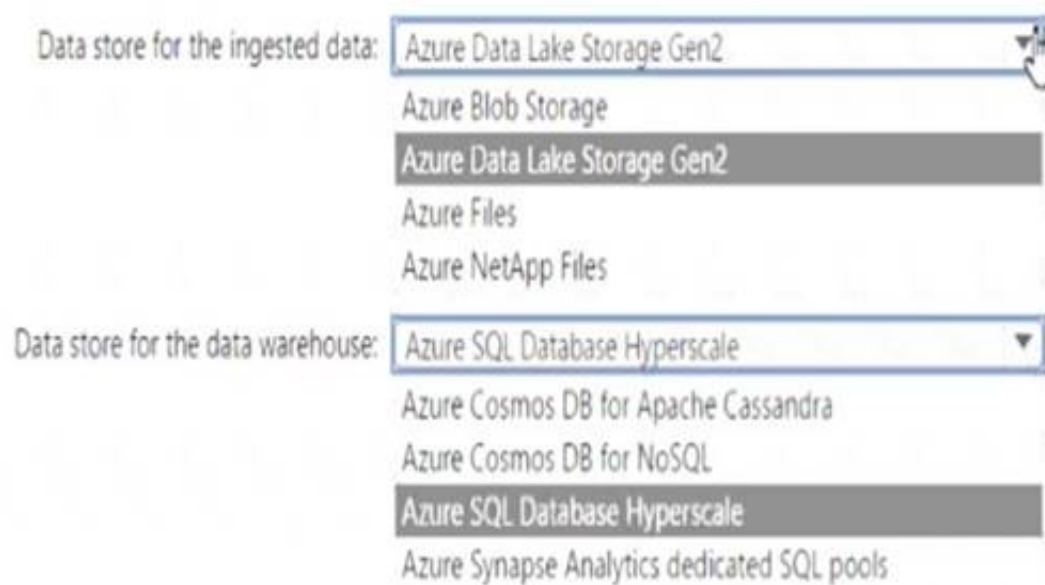 Data store for the ingested data: Azure Data Lake Storage Gen2
Azure Blob Storage
Azure Data Lake Storage Gen2
Azure Files
Azure NetApp Files
Data store for the data warehouse: Azure SQL Database Hyperscale
Azure Cosmos DB for Apache Cassandra
Azure Cosmos DB for NoSQL
Azure SQL Database Hyperscale
Azure Synapse Analytics dedicated SQL pools